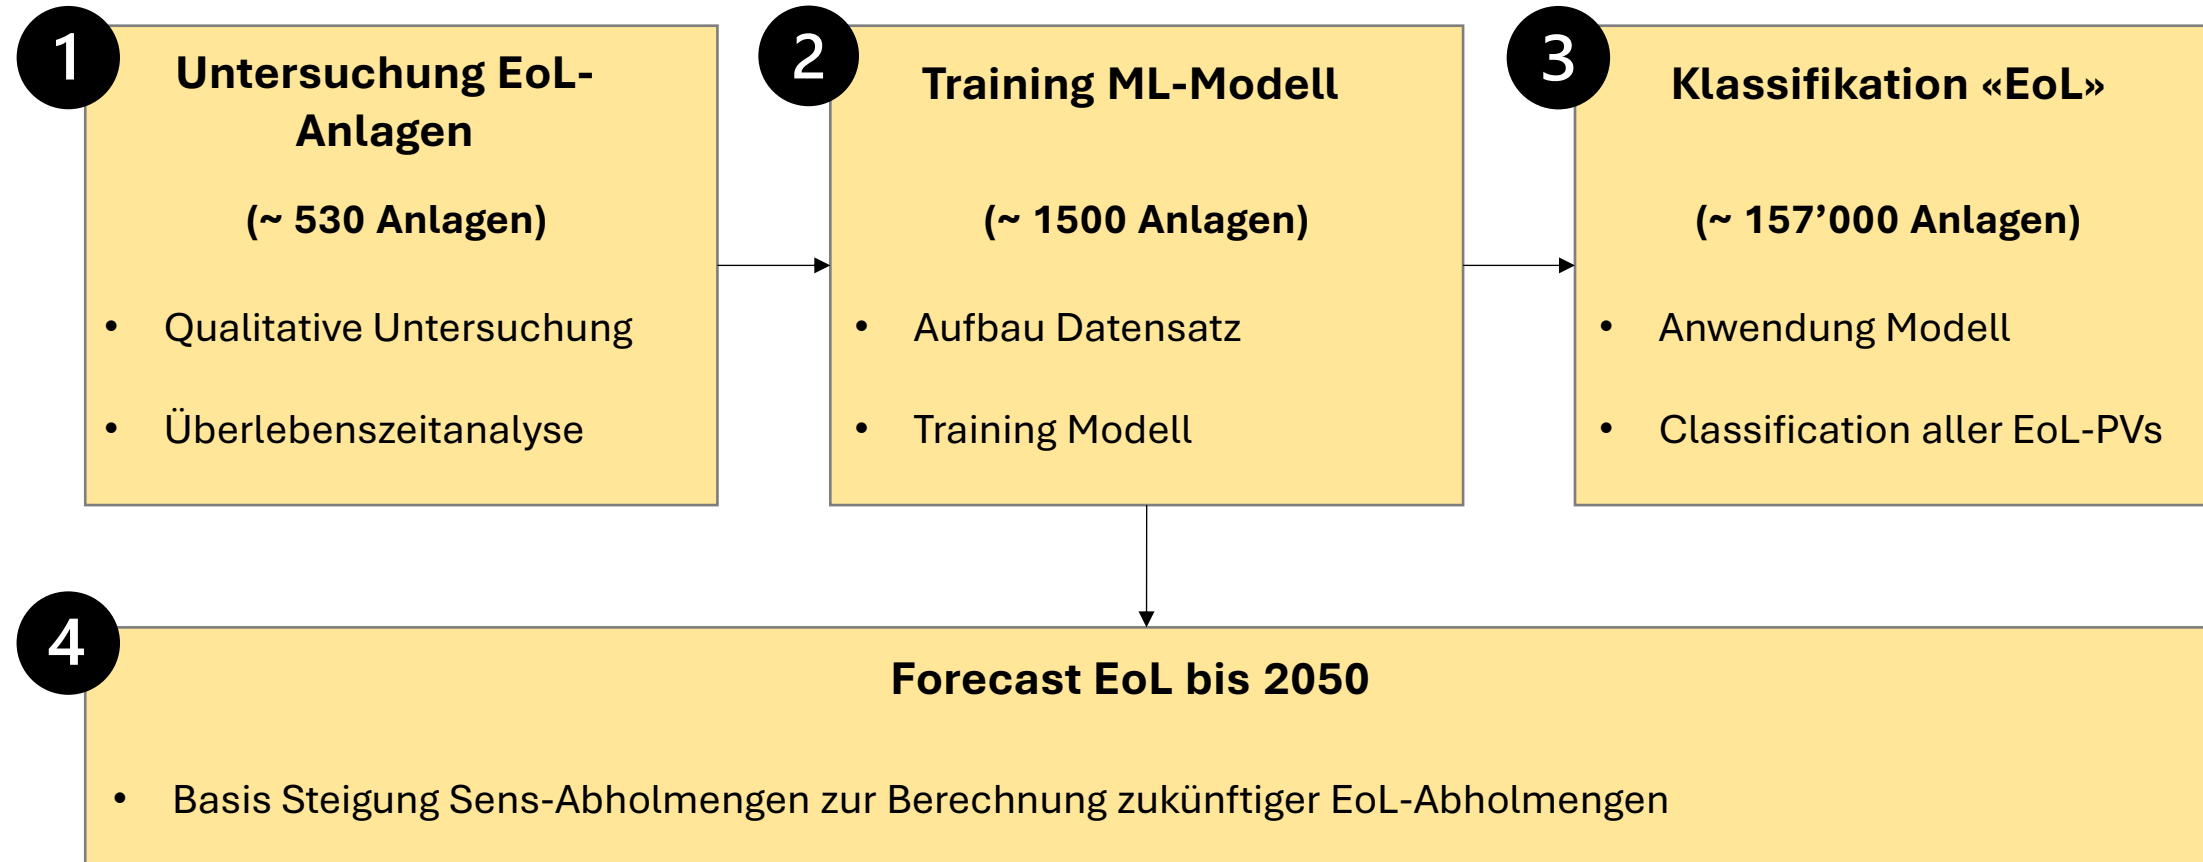 1
Untersuchung EoL-
Anlagen
(~ 530 Anlagen)
• Qualitative Untersuchung
• Überlebenszeitanalyse
2
Training ML-Modell
(~ 1500 Anlagen)
• Aufbau Datensatz
• Training Modell
3
Klassifikation «EoL»
(~ 157’000 Anlagen)
• Anwendung Modell
• Classification aller EoL-PVs
4
Forecast EoL bis 2050
• Basis Steigung Sens-Abholmengen zur Berechnung zukünftiger EoL-Abholmengen